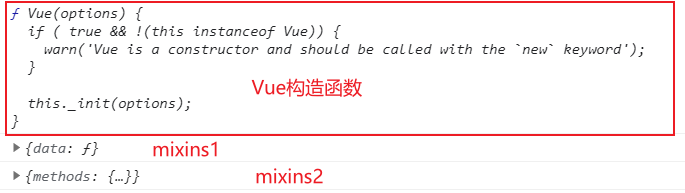 ƒ Vue(options) {
  if ( true && !(this instanceof Vue)) {
    warn('Vue is a constructor and should be called with the `new` keyword');
  }
Vue构造函数
  this._init(options);
}
▶ {data: ƒ} mixins1
▶ {methods: {…}} mixins2